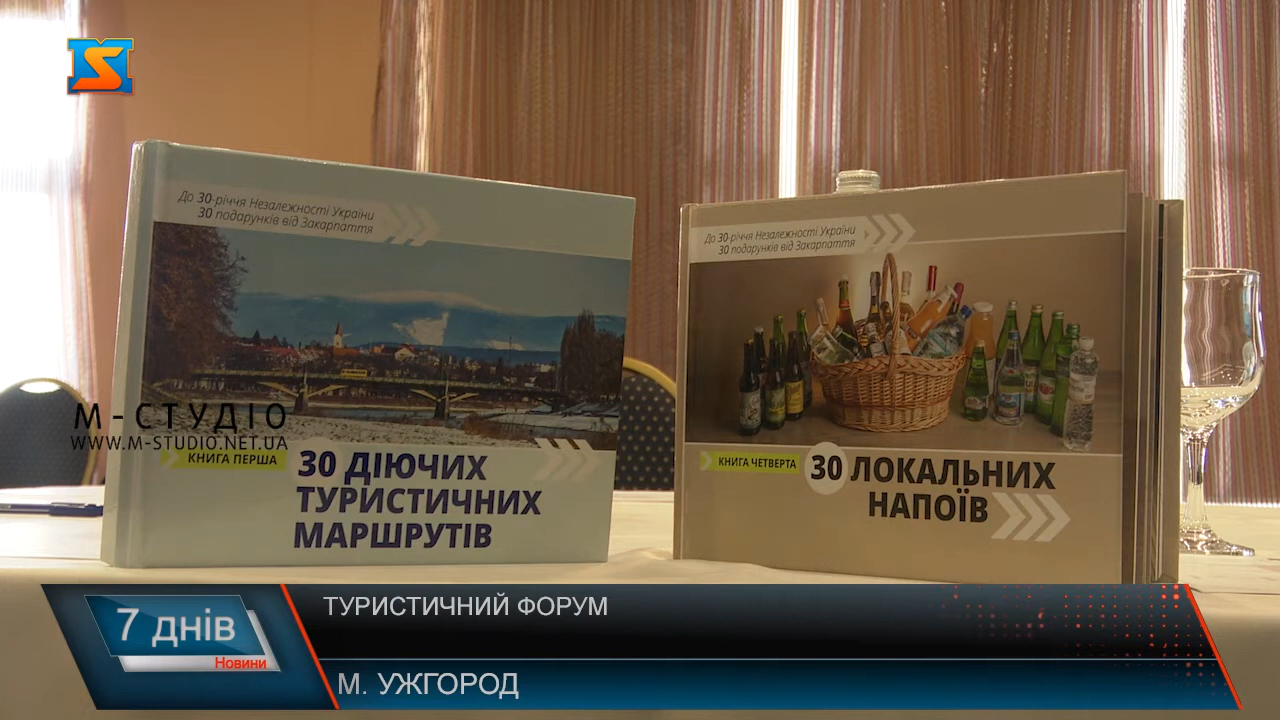 До 30-річчя Незалежності України
30 подарунків від Закарпаття
КНИГА ПЕРША
30 ДІЮЧИХ
ТУРИСТИЧНИХ
МАРШРУТІВ
До 30-річчя Незалежності України
30 подарунків від Закарпаття
КНИГА ЧЕТВЕРТА
30 ЛОКАЛЬНИХ
НАПОЇВ
М-СТУДІО
WWW.M-STUDIO.NET.UA
7 днів
Новини
ТУРИСТИЧНИЙ ФОРУМ
М. УЖГОРОД